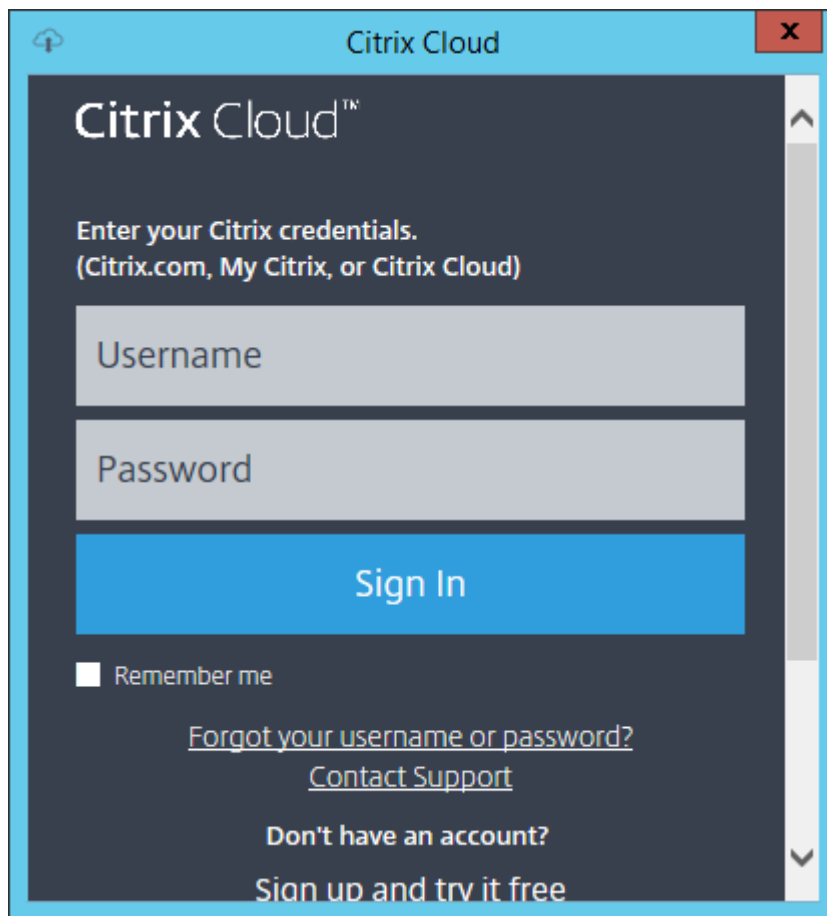 Citrix Cloud
Citrix Cloud™
Enter your Citrix credentials.
(Citrix.com, My Citrix, or Citrix Cloud)
Username
Password
Sign In
Remember me
Forgot your username or password?
Contact Support
Don't have an account?
Sign up and try it free